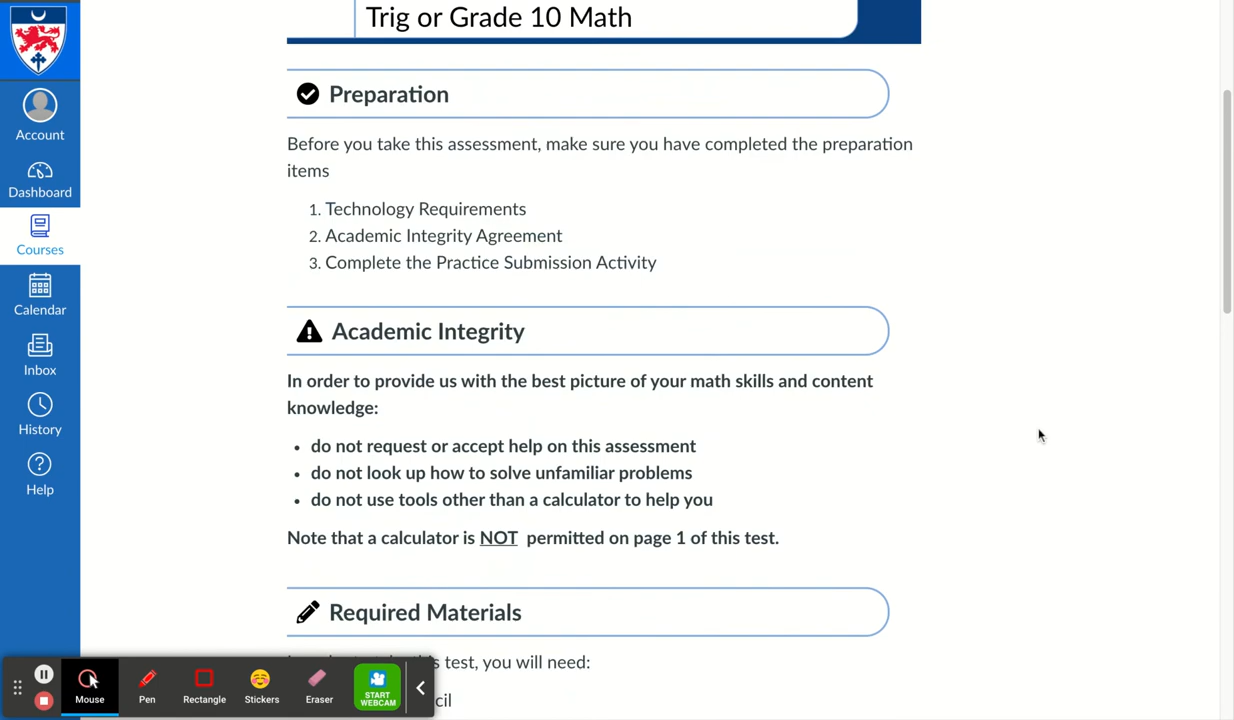 Trig or Grade 10 Math
Preparation
Before you take this assessment, make sure you have completed the preparation
items
1. Technology Requirements
2. Academic Integrity Agreement
3. Complete the Practice Submission Activity
Academic Integrity
In order to provide us with the best picture of your math skills and content
knowledge:
• do not request or accept help on this assessment
• do not look up how to solve unfamiliar problems
• do not use tools other than a calculator to help you
Note that a calculator is NOT permitted on page 1 of this test.
Required Materials
this test, you will need:
Account
Dashboard
Courses
Calendar
Inbox
History
Help
Mouse
Pen
Rectangle
Stickers
Eraser
START
WEBCAM